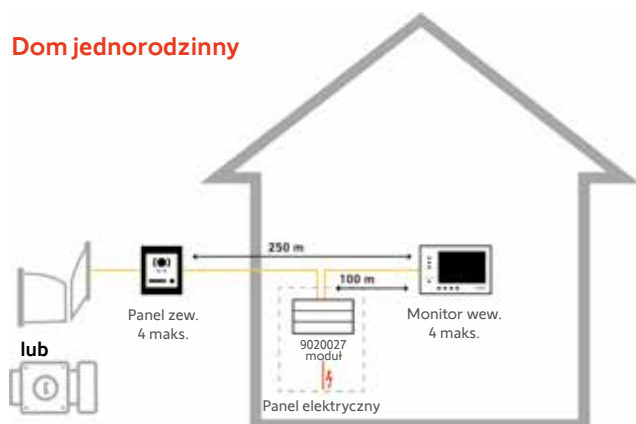 Dom jednorodzinny
250 m
100 m
Panel zew.
4 maks.
Monitor wew.
4 maks.
9020027
moduł
lub
Panel elektryczny